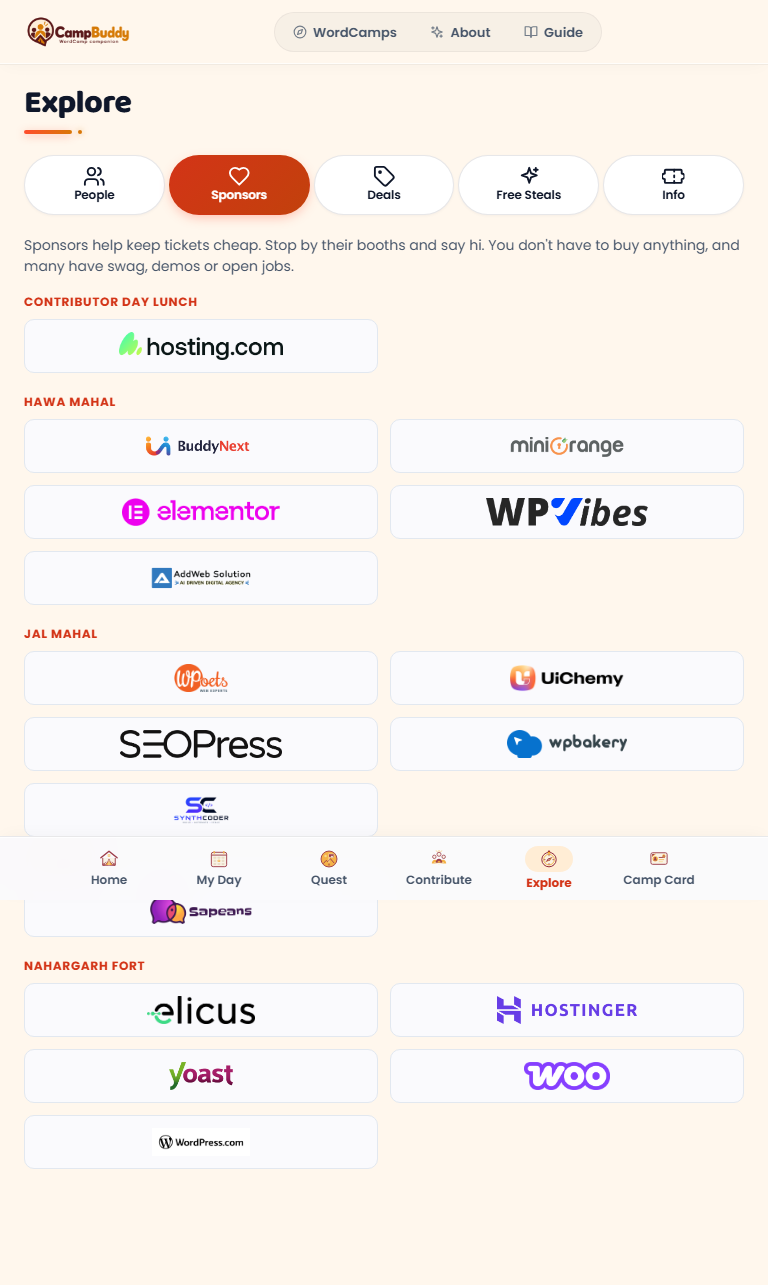 CampBuddy
WordCamp companion
WordCamps
About
Guide
Explore
People
Sponsors
Deals
Free Steals
Info
Sponsors help keep tickets cheap. Stop by their booths and say hi. You don't have to buy anything, and
many have swag, demos or open jobs.
CONTRIBUTOR DAY LUNCH
hosting.com
HAWA MAHAL
BuddyNext
miniOrange
elementor
WPVibes
AddWeb Solution
AI DRIVEN DIGITAL AGENCY
JAL MAHAL
WPoets
WEB EXPERTS
UiChemy
SEOPress
wpbakery
SC
SYNTHCODER
Home
My Day
Quest
Contribute
Explore
Camp Card
Sapeans
NAHARGARH FORT
elicus
HOSTINGER
yoast
WOO
WordPress.com